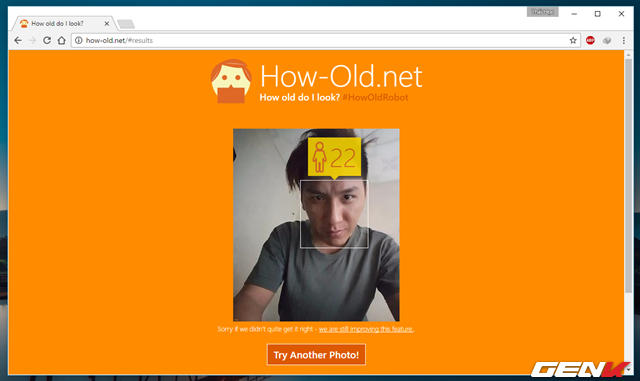 How old do I look?
how-old.net/#results
ABP
How-Old.net
How old do I look? #HowOldRobot
22
Sorry if we didn't quite get it right - we are still improving this feature.
Try Another Photo!
GENK